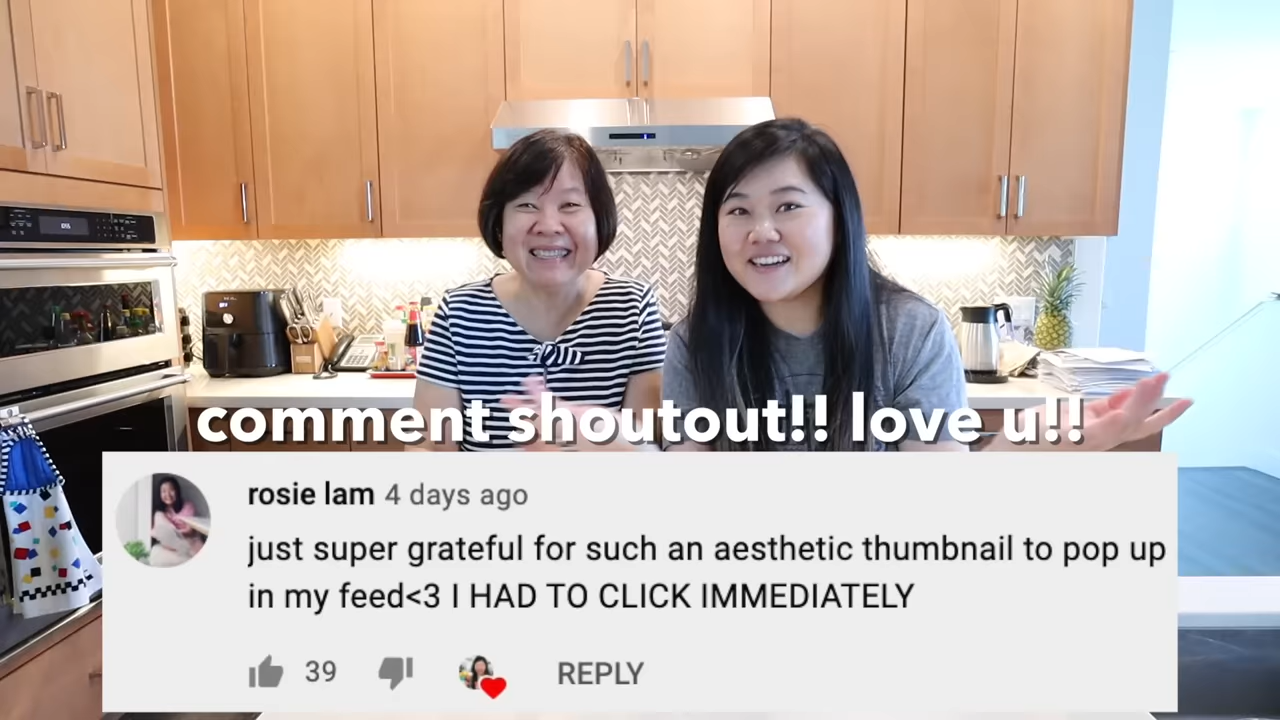 comment shoutout!! love u!!
rosie lam 4 days ago
just super grateful for such an aesthetic thumbnail to pop up
in my feed<3 I HAD TO CLICK IMMEDIATELY
39 REPLY